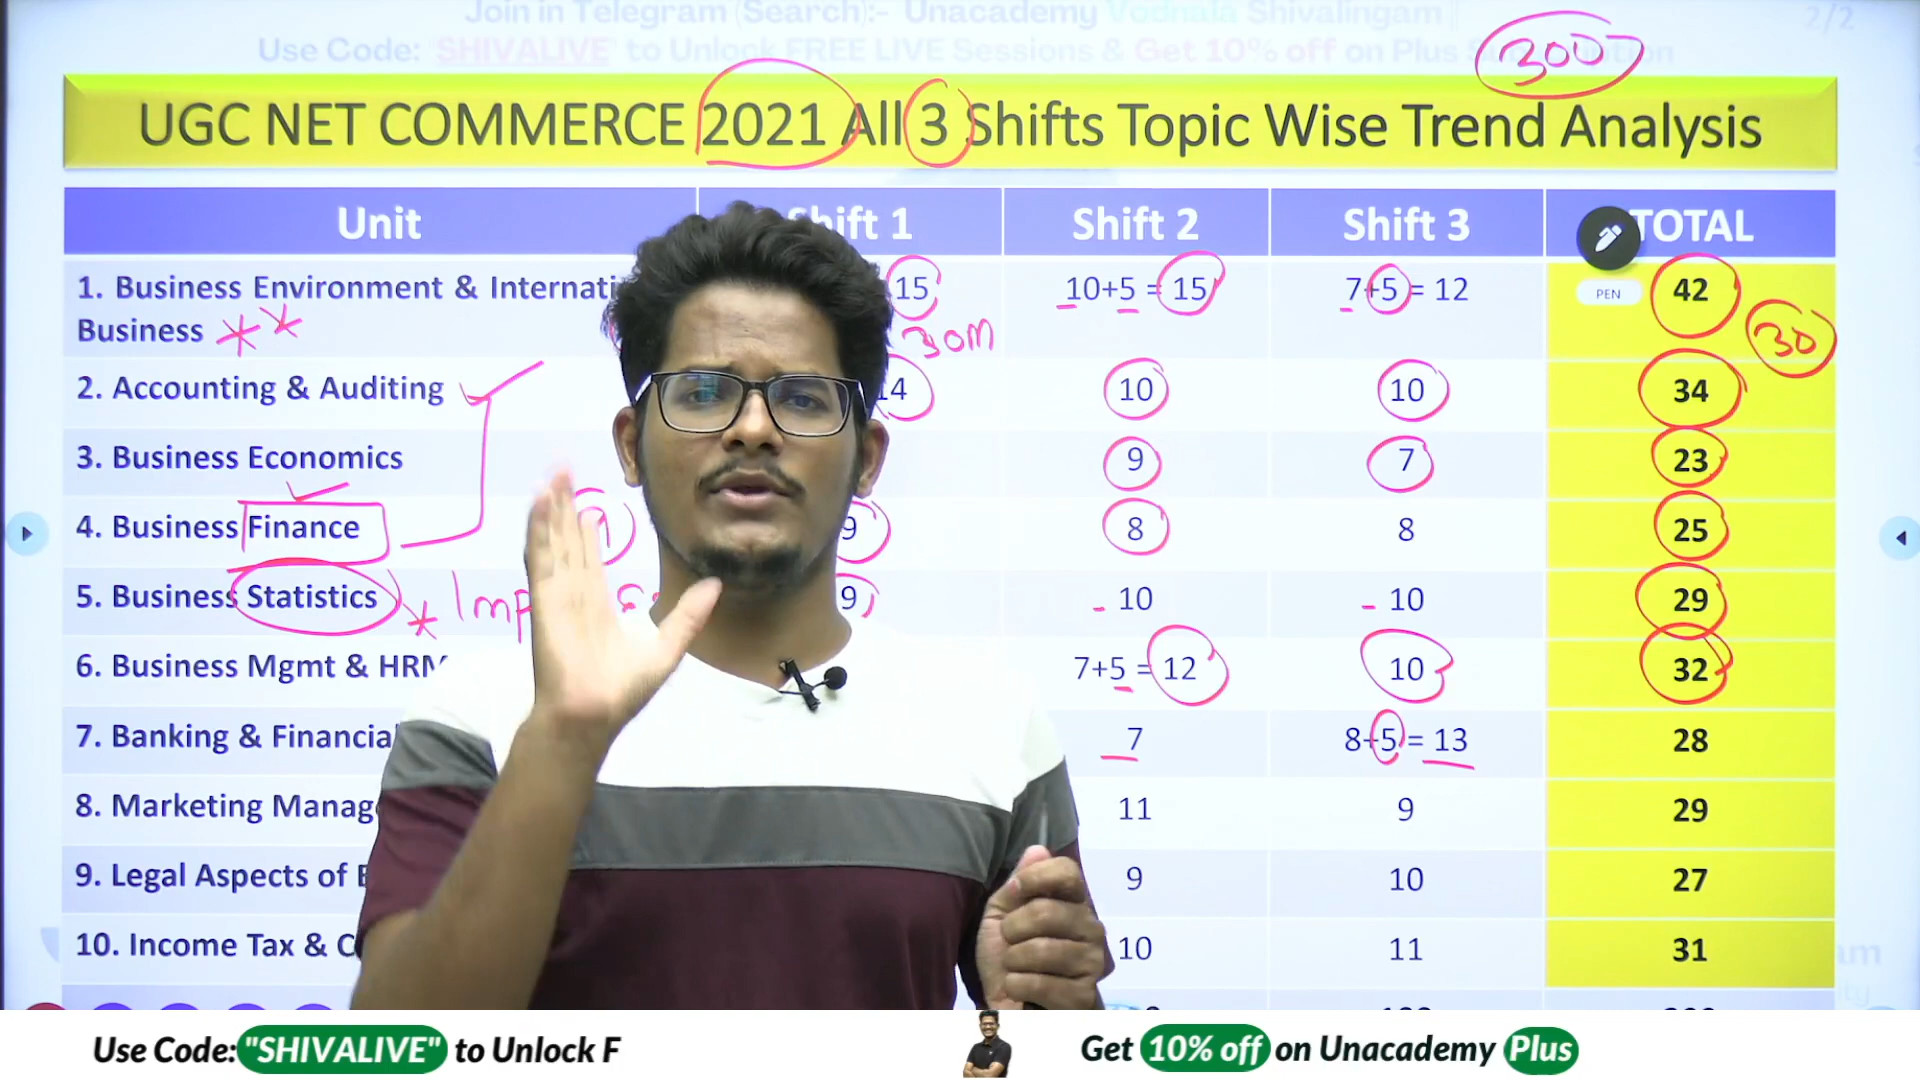 Join in Telegram (Search):- Unacademy Vodnala Shivalingam
2/2
Use Code: "SHIVALIVE" to Unlock FREE LIVE Sessions & Get 10% off on Plus
300
UGC NET COMMERCE 2021 All 3 Shifts Topic Wise Trend Analysis
Unit Shift 1 Shift 2 Shift 3 TOTAL
1. Business Environment & Internati 15 10+5 = 15 7+5 = 12 42
PEN
Business ** 30M 30
2. Accounting & Auditing 14 10 10 34
3. Business Economics 9 7 23
4. Business Finance 9 8 8 25
5. Business Statistics * Imp 9 - 10 - 10 29
6. Business Mgmt & HRM 7+5 = 12 10 32
7. Banking & Financial 7 8+5 = 13 28
8. Marketing Manag 11 9 29
9. Legal Aspects of 9 10 27
10. Income Tax & 10 11 31
Use Code: "SHIVALIVE" to Unlock F
Get 10% off on Unacademy Plus